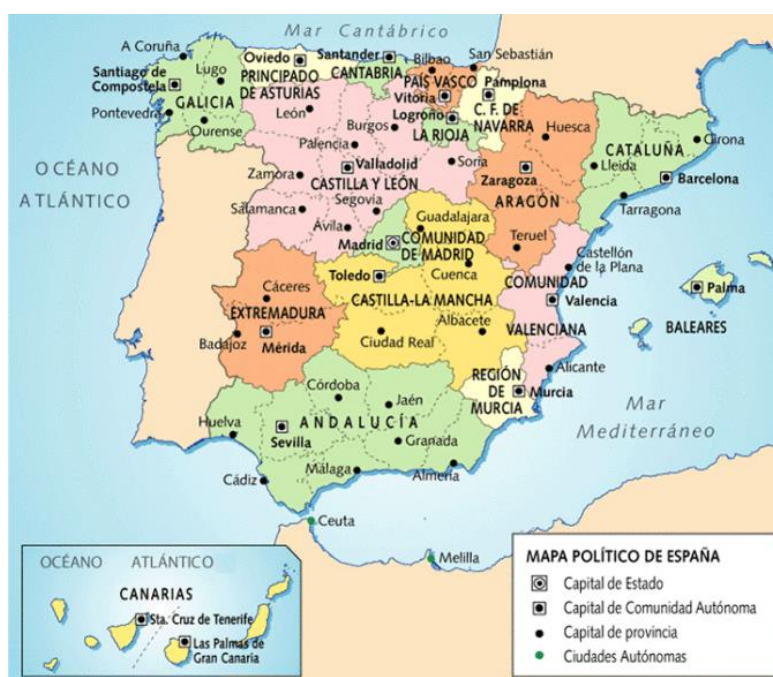 Mar Cantábrico
A Coruña
Lugo
Santiago de
Compostela
GALICIA
Pontevedra
Ourense
Oviedo
PRINCIPADO
DE ASTURIAS
Santander
CANTABRIA
Bilbao
San Sebastián
PAÍS VASCO
Vitoria
Pamplona
C. F. DE
NAVARRA
Logroño
LA RIOJA
León
Burgos
Palencia
Valladolid
Soria
Zamora
CASTILLA Y LEÓN
Salamanca
Segovia
Ávila
Huesca
Zaragoza
ARAGÓN
Teruel
CATALUÑA
Girona
Lleida
Barcelona
Tarragona
OCÉANO
ATLÁNTICO
Guadalajara
Madrid
COMUNIDAD
DE MADRID
Toledo
Cuenca
CASTILLA-LA MANCHA
Albacete
Ciudad Real
Castellón
de la Plana
COMUNIDAD
Valencia
VALENCIANA
Alicante
Palma
BALEARES
Cáceres
EXTREMADURA
Badajoz
Mérida
REGIÓN
DE
MURCIA
Murcia
Mar
Mediterráneo
Córdoba
Jaén
Huelva
ANDALUCÍA
Sevilla
Granada
Málaga
Almería
Cádiz
Ceuta
Melilla
OCÉANO ATLÁNTICO
CANARIAS
Sta. Cruz de Tenerife
Las Palmas de
Gran Canaria
MAPA POLÍTICO DE ESPAÑA
Capital de Estado
Capital de Comunidad Autónoma
Capital de provincia
Ciudades Autónomas